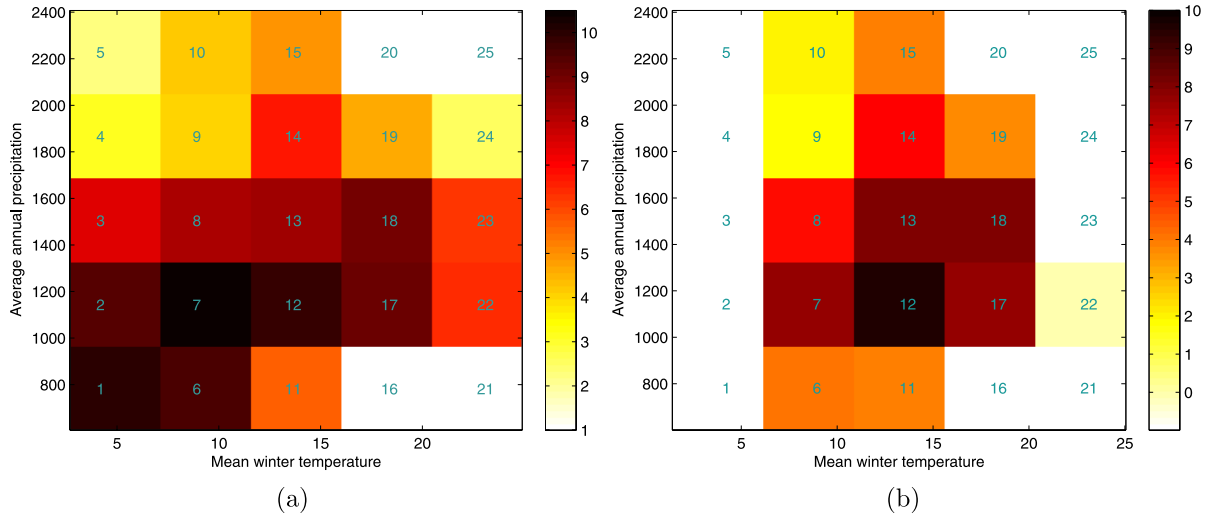 2400
2200
2000
1800
1600
1400
1200
1000
800
Average annual precipitation
5 10 15 20 25
4 9 14 19 24
3 8 13 18 23
2 7 12 17 22
1 6 11 16 21
5 10 15 20
Mean winter temperature
10
9
8
7
6
5
4
3
2
1
(a)
2400
2200
2000
1800
1600
1400
1200
1000
800
Average annual precipitation
5 10 15 20 25
4 9 14 19 24
3 8 13 18 23
2 7 12 17 22
1 6 11 16 21
5 10 15 20 25
Mean winter temperature
10
9
8
7
6
5
4
3
2
1
0
(b)